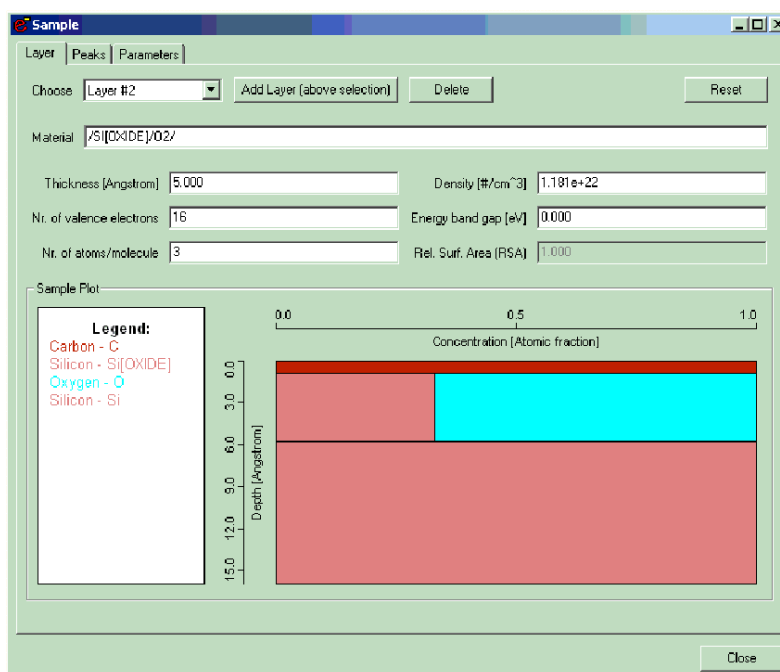 Sample
Layer Peaks Parameters
Choose Layer #2 Add Layer (above selection) Delete Reset
Material /SI[OXIDE]/O2/
Thickness [Angstrom] 5.000 Density [#/cm^3] 1.181e+22
Nr. of valence electrons 16 Energy band gap [eV] 0.000
Nr. of atoms/molecule 3 Rel. Surf. Area (RSA) 1.000
Sample Plot
Legend:
Carbon - C
Silicon - Si[OXIDE]
Oxygen - O
Silicon - Si
0.0 0.5 1.0
Concentration [Atomic fraction]
0.0
3.0
6.0
9.0
12.0
15.0
Depth [Angstrom]
Close